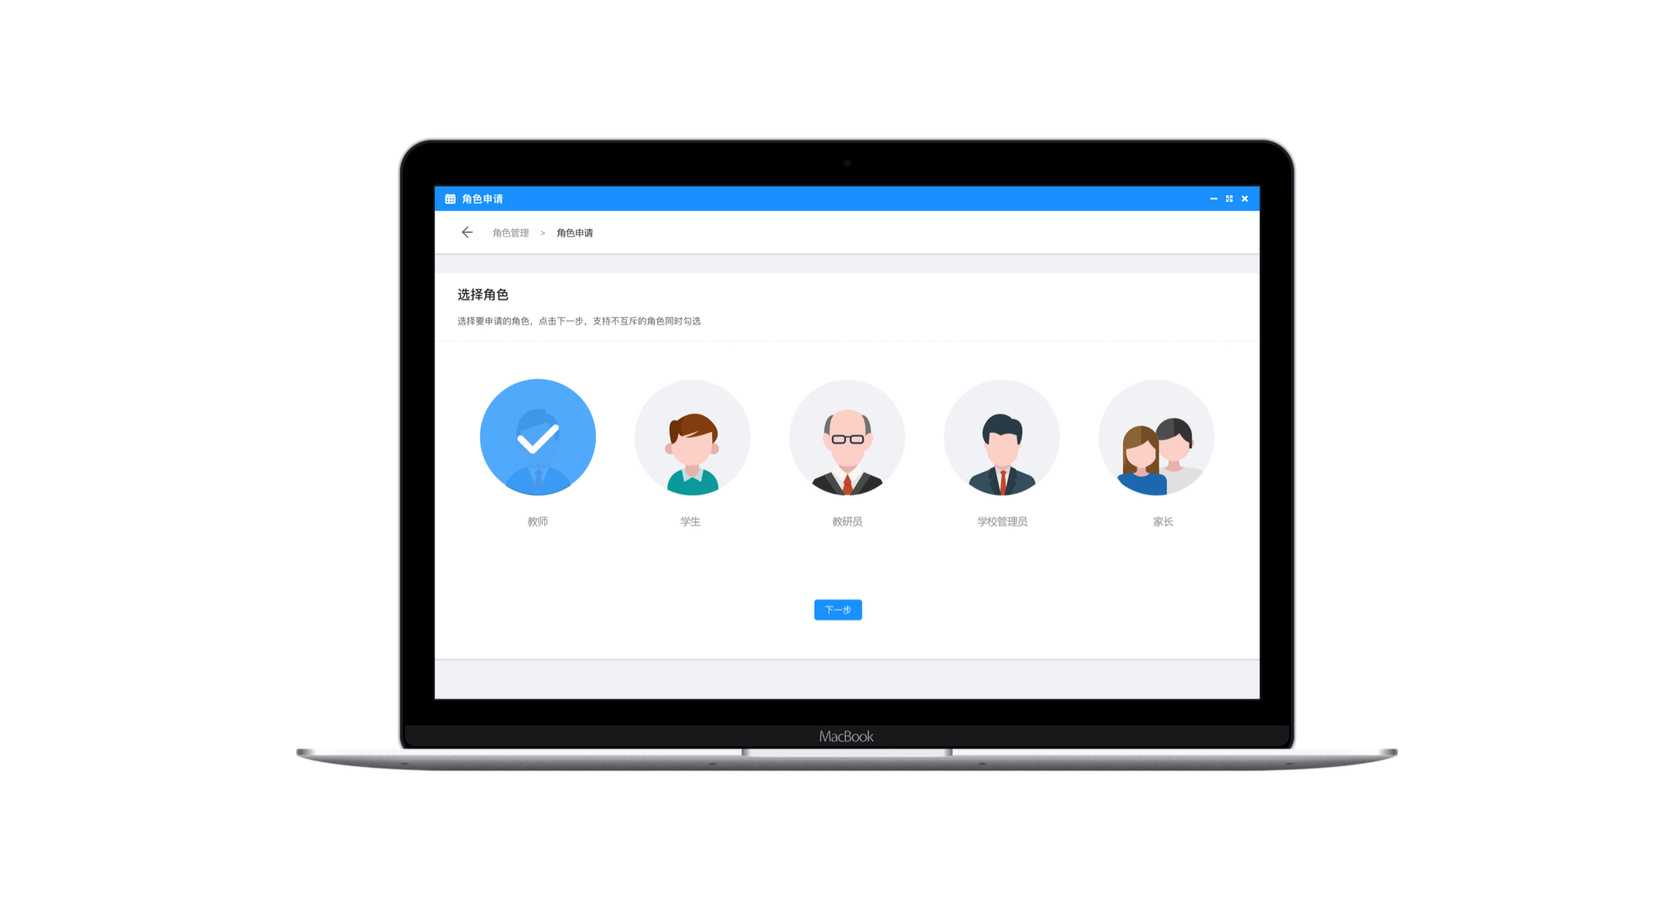 角色申请
角色管理 > 角色申请
选择角色
选择要申请的角色，点击下一步，支持不互斥的角色同时勾选
教师
学生
教研员
学校管理员
家长
下一步
MacBook